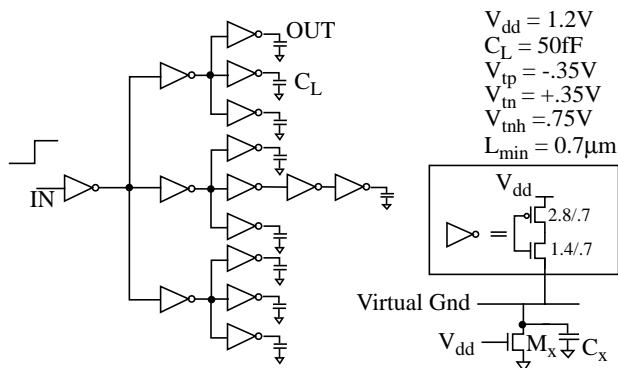 OUT
C_L
IN
V_dd = 1.2V
C_L = 50fF
V_tp = -.35V
V_tn = +.35V
V_tnh =.75V
L_min = 0.7μm
V_dd
2.8/.7
=
1.4/.7
Virtual Gnd
V_dd
M_x
C_x